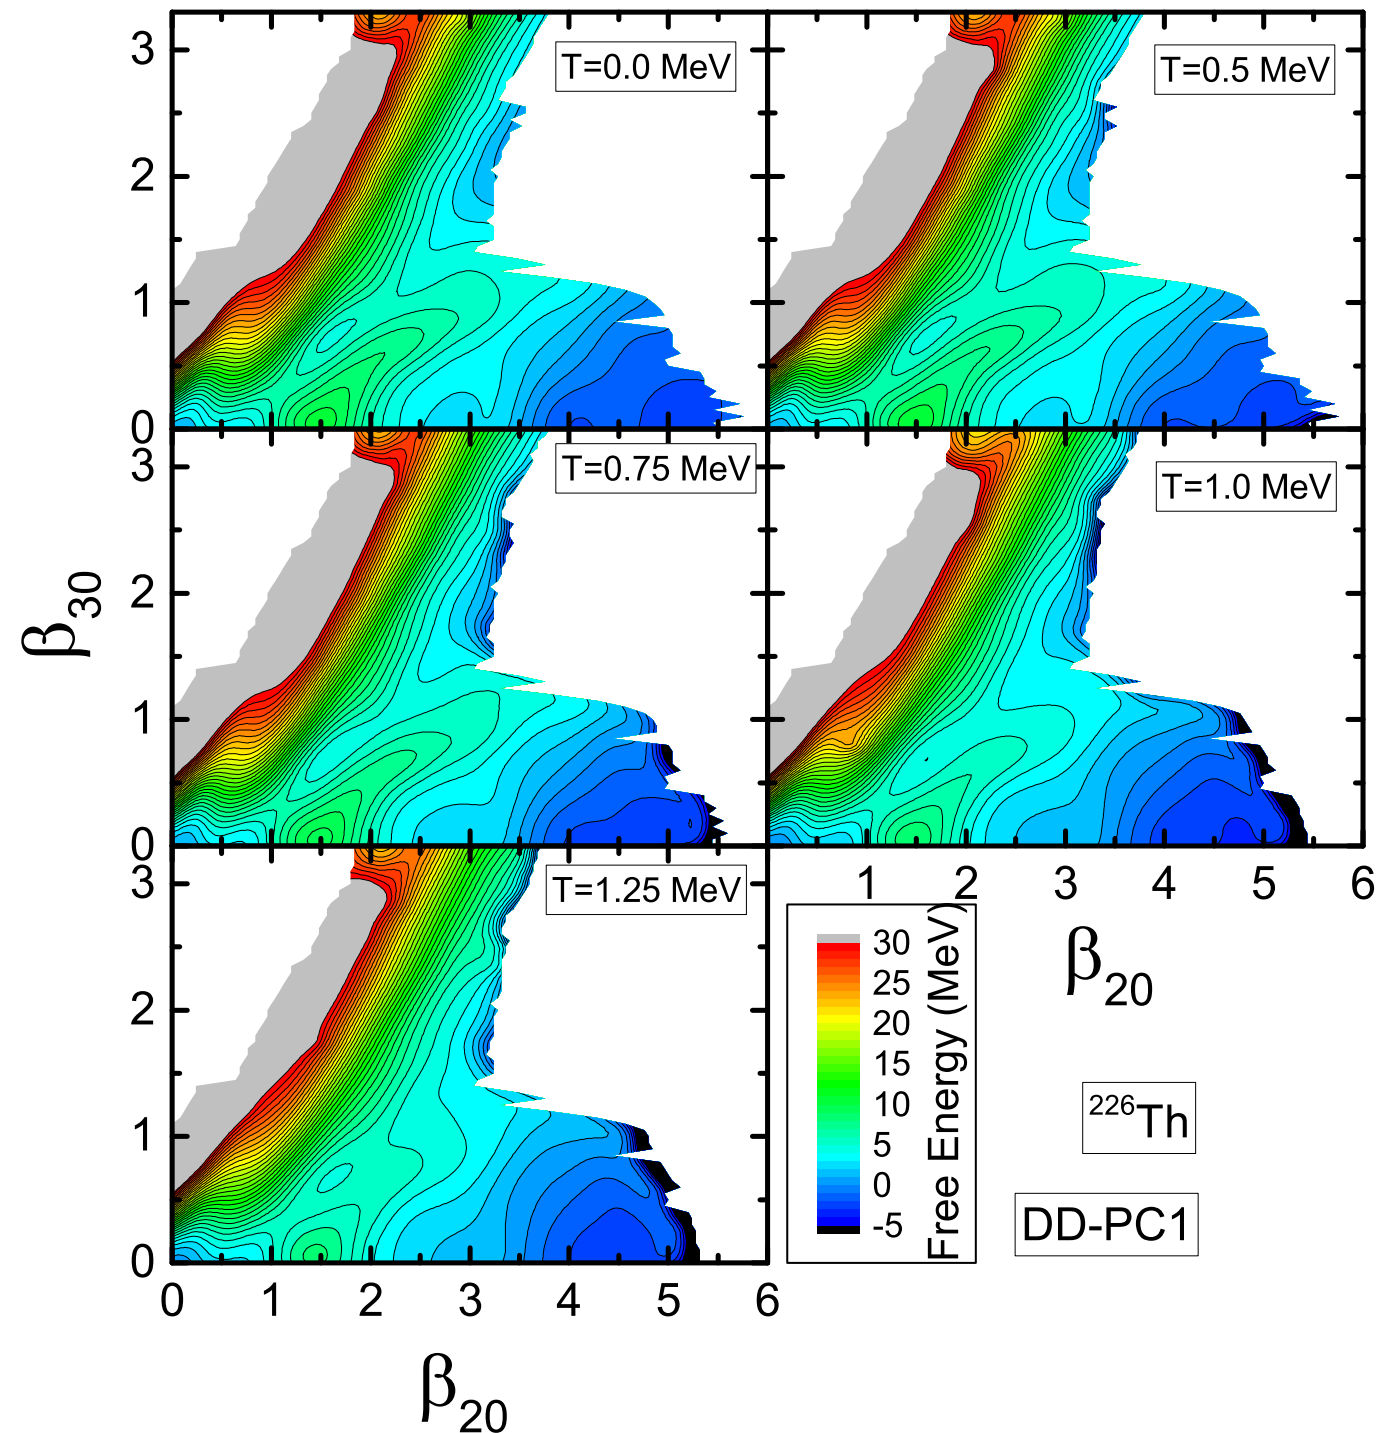 3
2
1
0
T=0.0 MeV
T=0.5 MeV
3
2
1
0
T=0.75 MeV
T=1.0 MeV
β30
3
2
1
0
T=1.25 MeV
1 2 3 4 5 6
β20
30
25
20
15
10
5
0
-5
Free Energy (MeV)
226Th
DD-PC1
0 1 2 3 4 5 6
β20